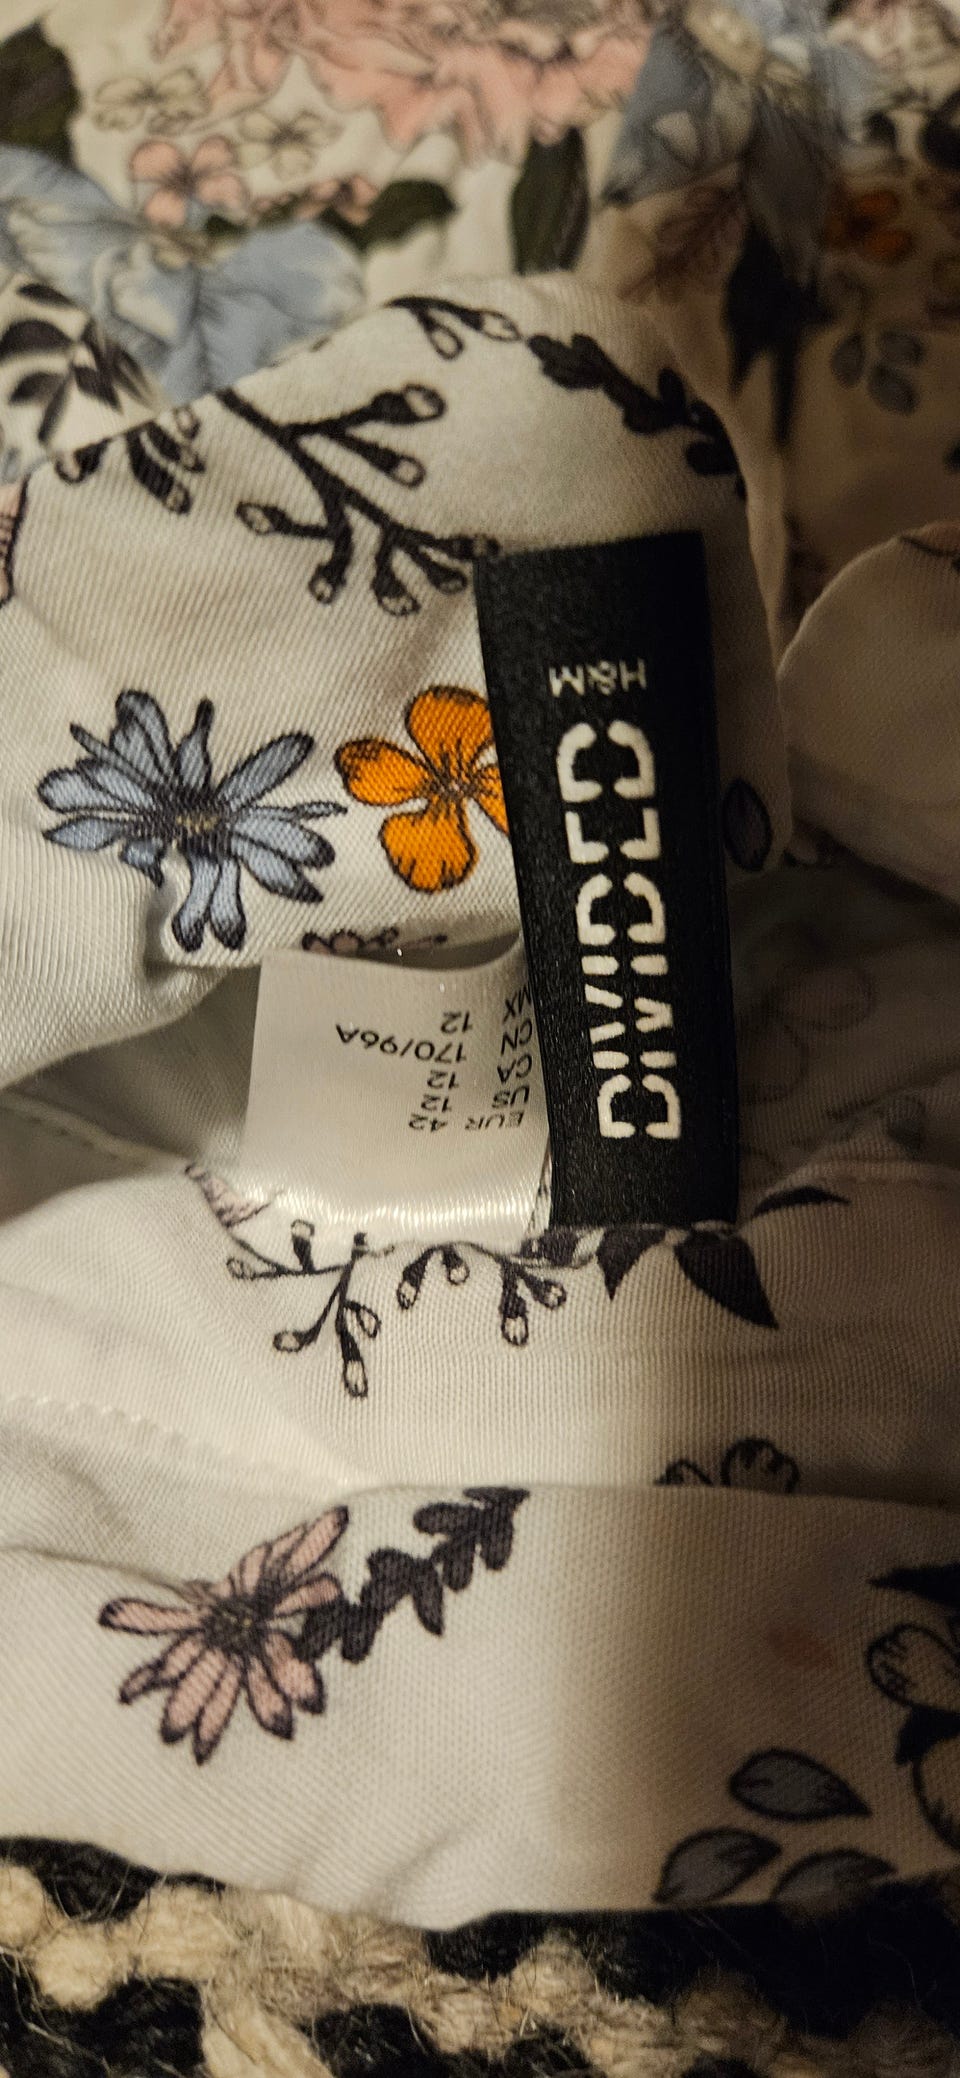 DIVIDED
H&M
EUR 42
US 12
CA 12
CN 170/96A
MX 12